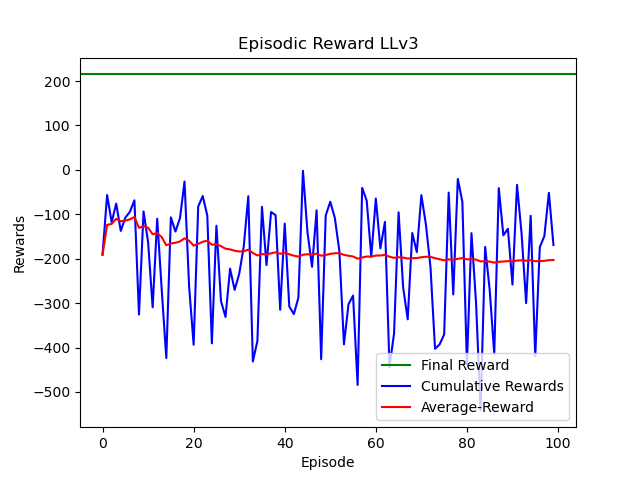 Episodic Reward LLv3
Rewards
200
100
0
−100
−200
−300
−400
−500
0 20 40 60 80 100
Episode
Final Reward
Cumulative Rewards
Average-Reward